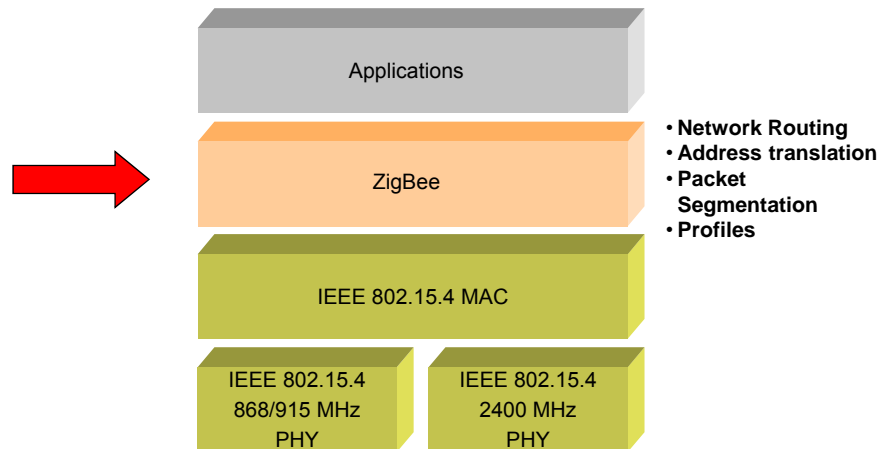 Applications
ZigBee
• Network Routing
• Address translation
• Packet
Segmentation
• Profiles
IEEE 802.15.4 MAC
IEEE 802.15.4
868/915 MHz
PHY
IEEE 802.15.4
2400 MHz
PHY